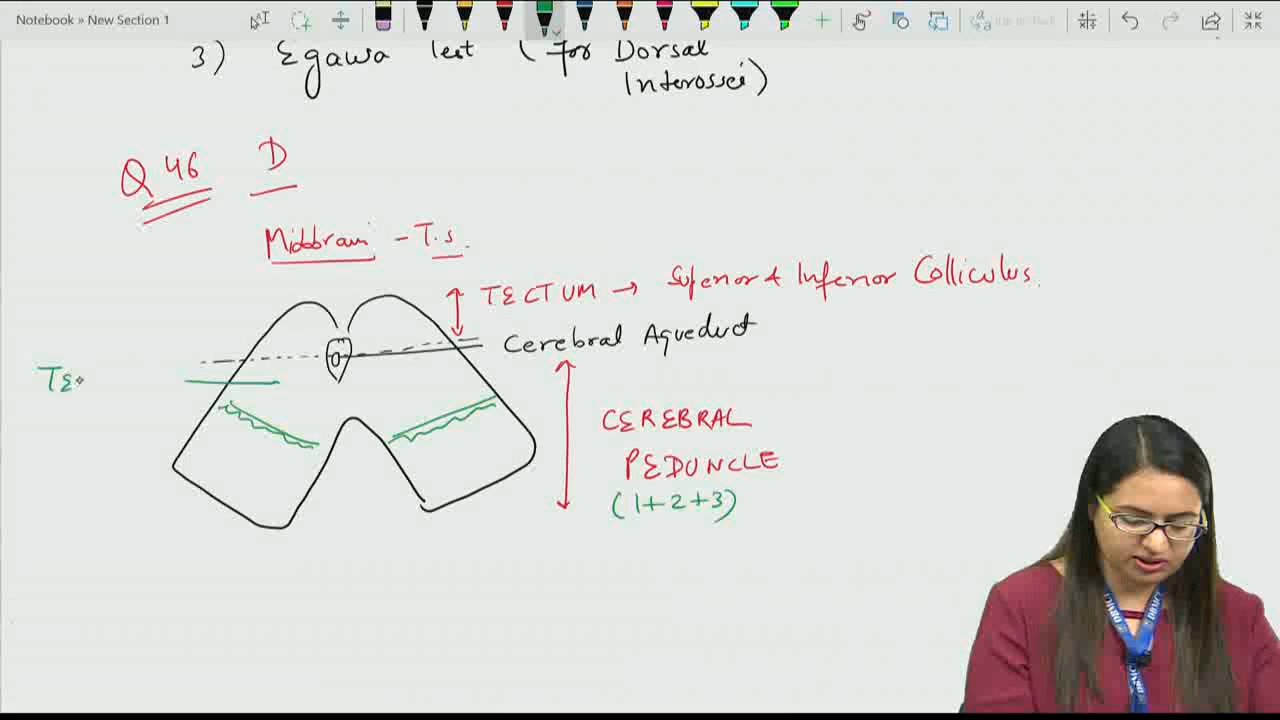 Notebook » New Section 1
3) Egawa Test (for Dorsal
Interossei)
Q 46 D
Midbrain - T.S.
TECTUM → Superior & Inferior Colliculus
Cerebral Aqueduct
TE
CEREBRAL
PEDUNCLE
(1+2+3)
DBMCI